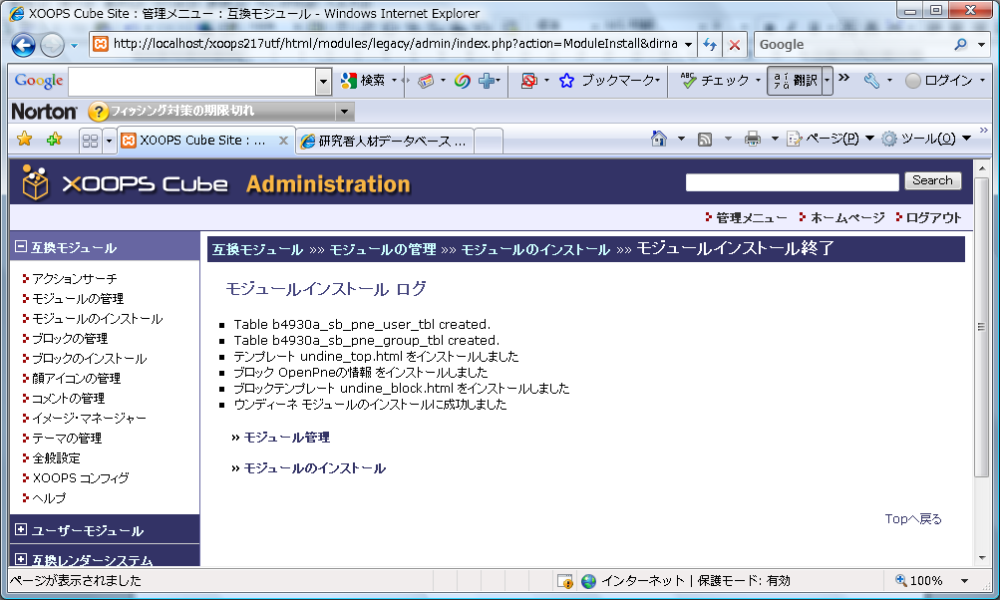 XOOPS Cube Site : 管理メニュー : 互換モジュール - Windows Internet Explorer
http://localhost/xoops217utf/html/modules/legacy/admin/index.php?action=ModuleInstall&dirna
Google
Google 検索 ブックマーク チェック 翻訳 ログイン
Norton フィッシング対策の期限切れ
XOOPS Cube Site : ... 研究者人材データベース ... ページ(P) ツール(O)
XOOPS Cube Administration
Search
管理メニュー ホームページ ログアウト
互換モジュール
アクションサーチ
モジュールの管理
モジュールのインストール
ブロックの管理
ブロックのインストール
顔アイコンの管理
コメントの管理
イメージ・マネージャー
テーマの管理
全般設定
XOOPS コンフィグ
ヘルプ
ユーザーモジュール
互換レンダーシステム
互換モジュール »» モジュールの管理 »» モジュールのインストール »» モジュールインストール終了
モジュールインストール ログ
Table b4930a_sb_pne_user_tbl created.
Table b4930a_sb_pne_group_tbl created.
テンプレート undine_top.html をインストールしました
ブロック OpenPneの情報 をインストールしました
ブロックテンプレート undine_block.html をインストールしました
ウンディーネ モジュールのインストールに成功しました
» モジュール管理
» モジュールのインストール
Topへ戻る
ページが表示されました インターネット | 保護モード: 有効 100%